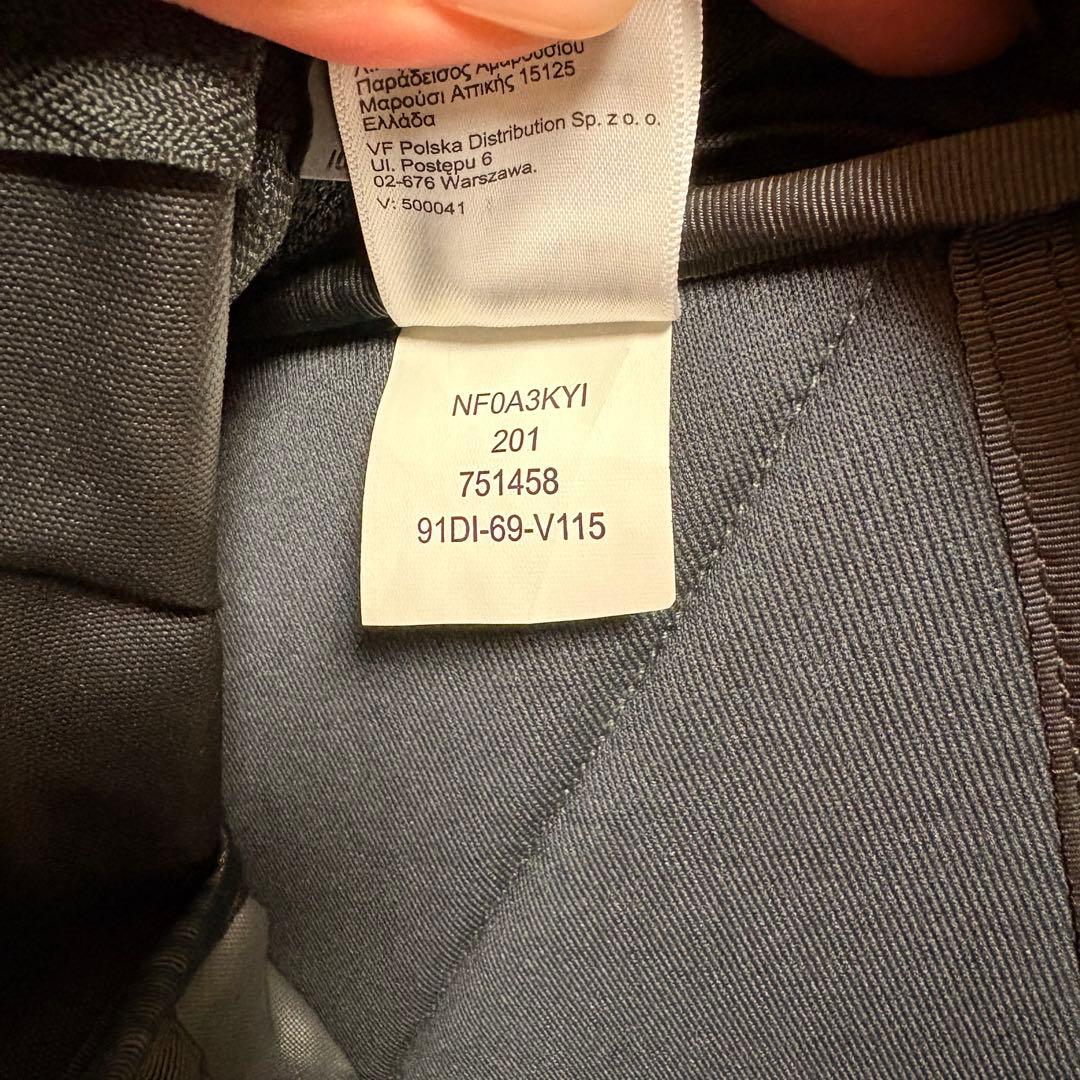 Παράδεισος Αμαρουσίου
Μαρούσι Αττικής 15125
Ελλάδα
VF Polska Distribution Sp. z o. o.
Ul. Postępu 6
02-676 Warszawa.
V: 500041
NF0A3KYI
201
751458
91DI-69-V115